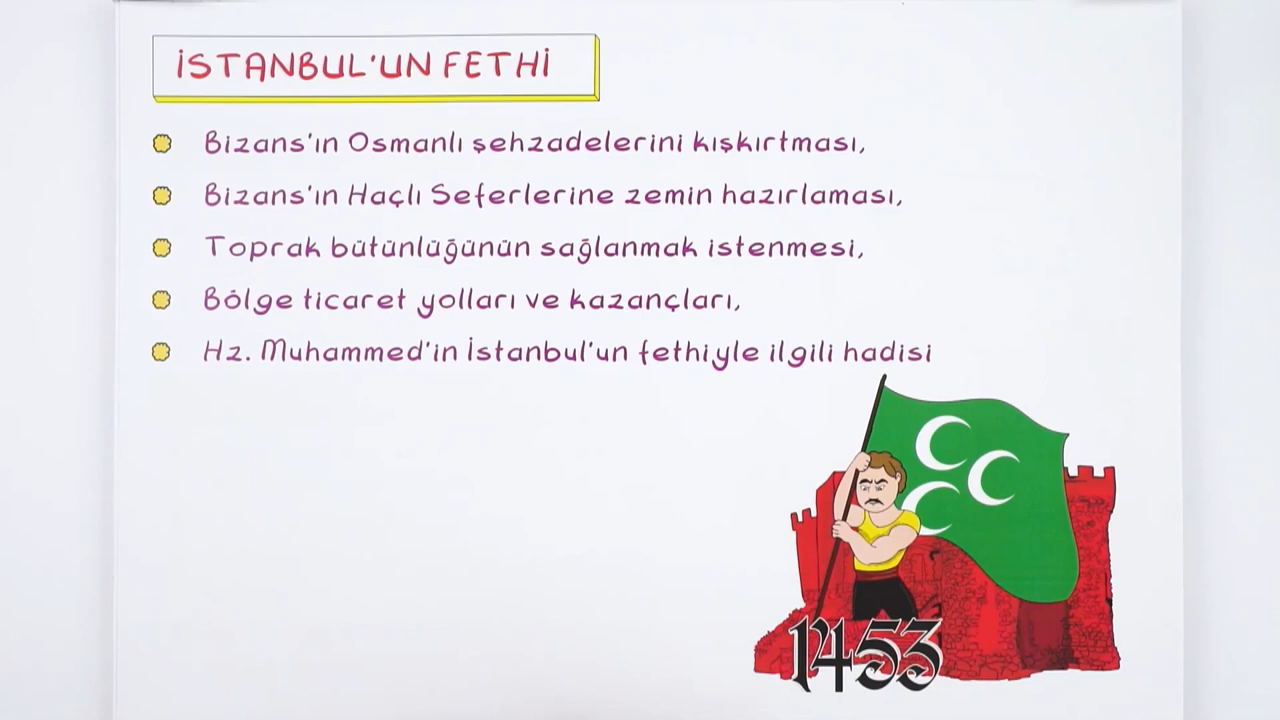 İSTANBUL'UN FETHİ
Bizans'ın Osmanlı şehzadelerini kışkırtması,
Bizans'ın Haçlı Seferlerine zemin hazırlaması,
Toprak bütünlüğünün sağlanmak istenmesi,
Bölge ticaret yolları ve kazançları,
Hz. Muhammed'in İstanbul'un fethiyle ilgili hadisi
1453